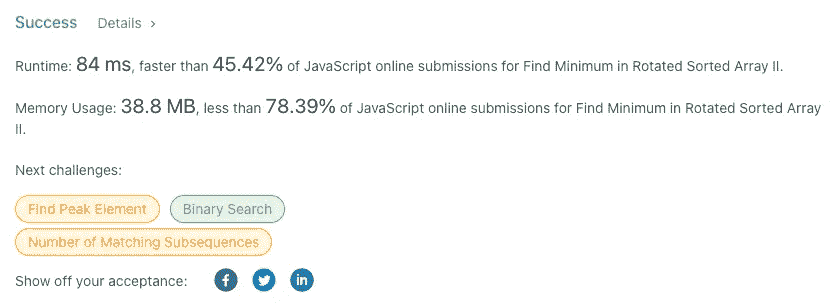 Success Details >
Runtime: 84 ms, faster than 45.42% of JavaScript online submissions for Find Minimum in Rotated Sorted Array II.
Memory Usage: 38.8 MB, less than 78.39% of JavaScript online submissions for Find Minimum in Rotated Sorted Array
II.
Next challenges:
Find Peak Element Binary Search
Number of Matching Subsequences
Show off your acceptance: f in